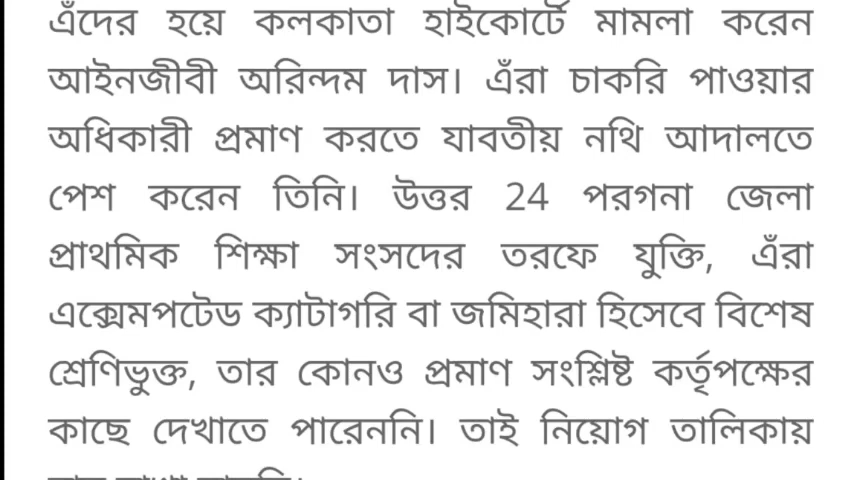 এঁদের হয়ে কলকাতা হাইকোর্টে মামলা করেন
আইনজীবী অরিন্দম দাস। এঁরা চাকরি পাওয়ার
অধিকারী প্রমাণ করতে যাবতীয় নথি আদালতে
পেশ করেন তিনি। উত্তর 24 পরগনা জেলা
প্রাথমিক শিক্ষা সংসদের তরফে যুক্তি, এঁরা
এক্সেমপটেড ক্যাটাগরি বা জমিহারা হিসেবে বিশেষ
শ্রেণিভুক্ত, তার কোনও প্রমাণ সংশ্লিষ্ট কর্তৃপক্ষের
কাছে দেখাতে পারেননি। তাই নিয়োগ তালিকায়